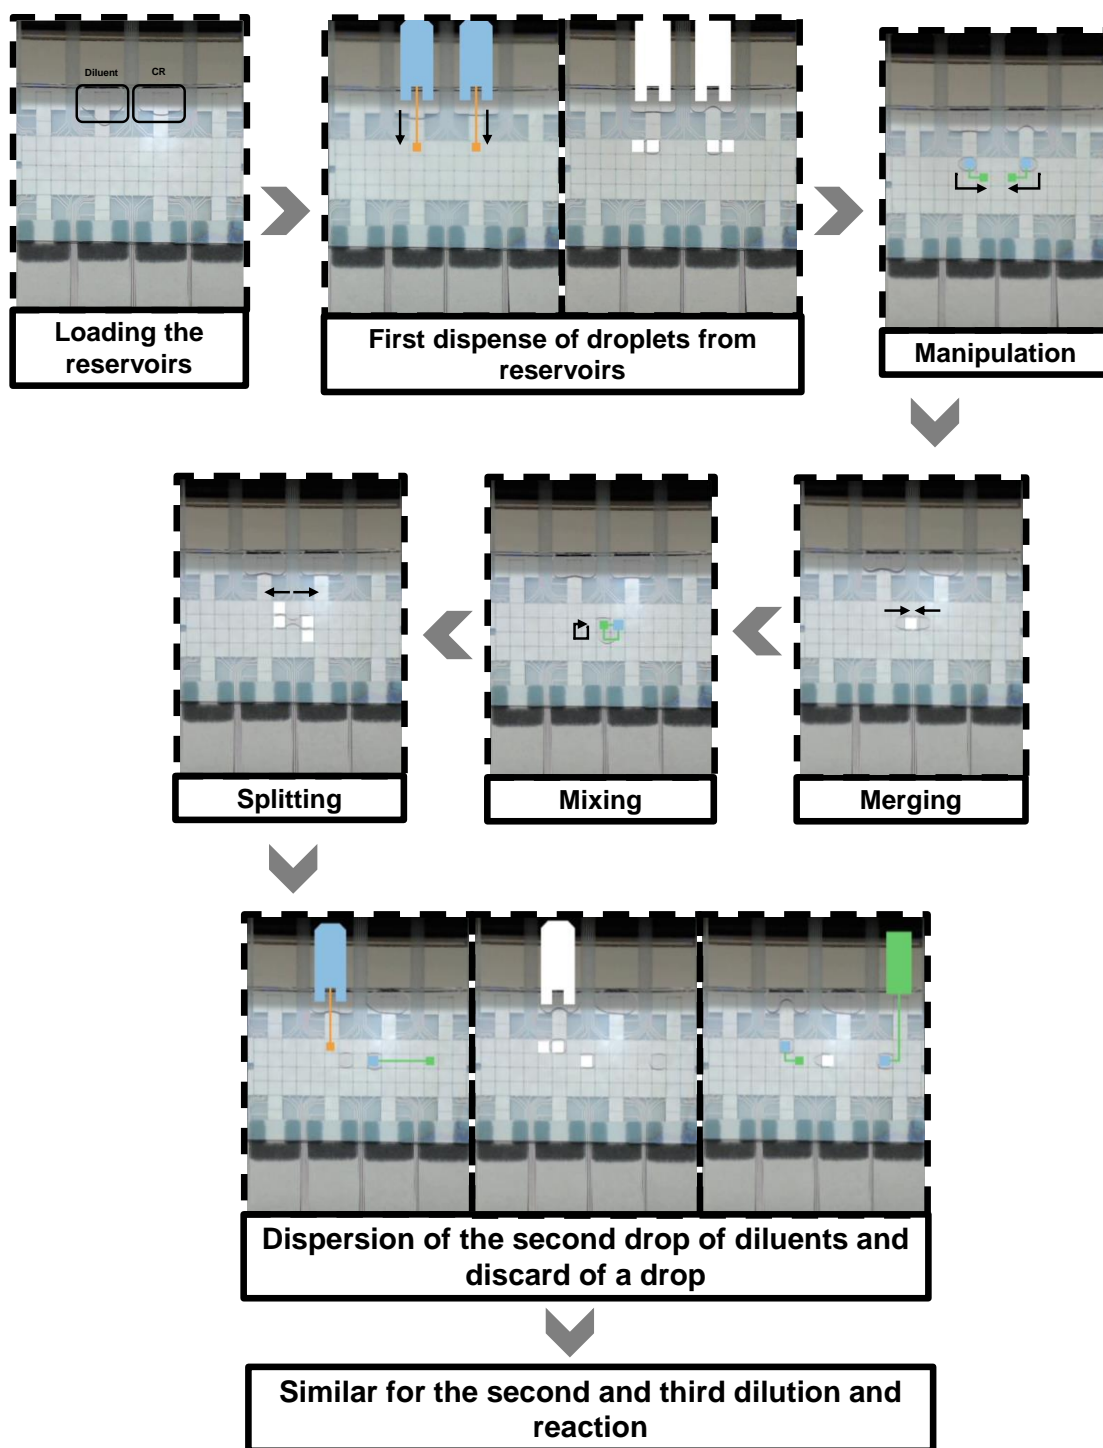 Diluent
CR
Loading the
reservoirs
First dispense of droplets from
reservoirs
Manipulation
Splitting
Mixing
Merging
Dispersion of the second drop of diluents and
discard of a drop
Similar for the second and third dilution and
reaction